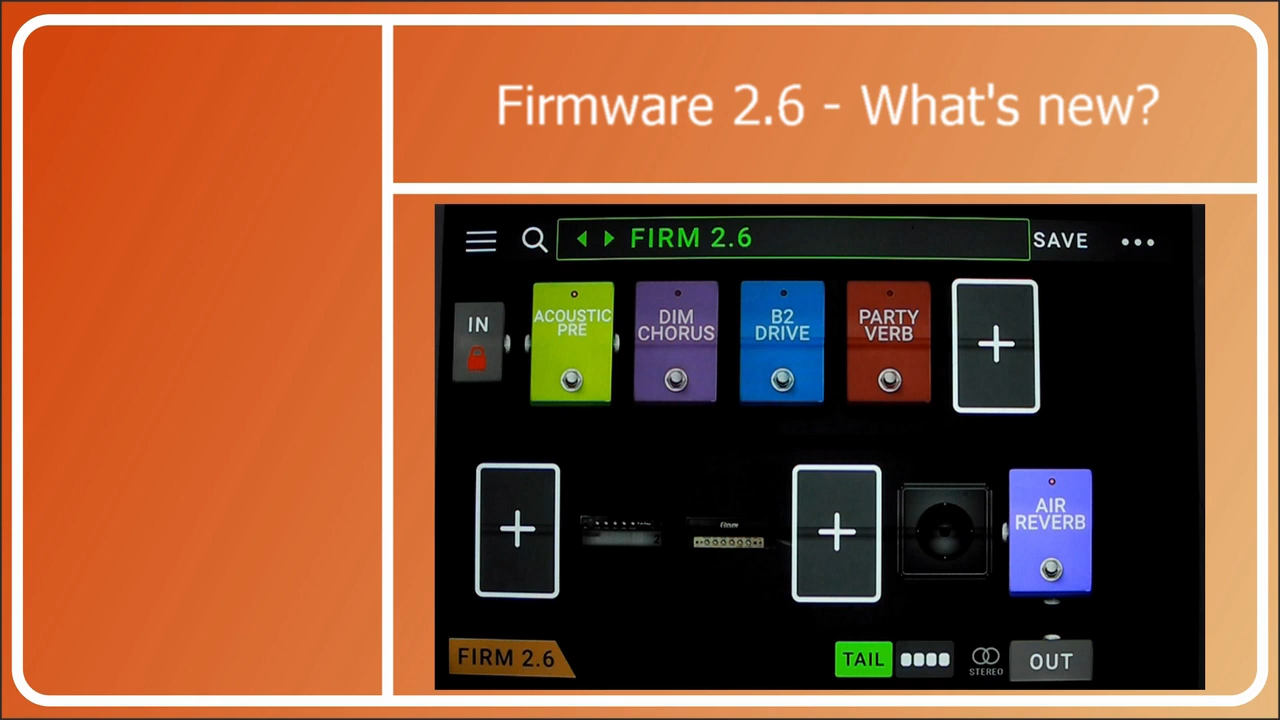 Firmware 2.6 - What's new?
FIRM 2.6
SAVE
IN
ACOUSTIC
PRE
DIM
CHORUS
B2
DRIVE
PARTY
VERB
AIR
REVERB
FIRM 2.6
TAIL
STEREO
OUT